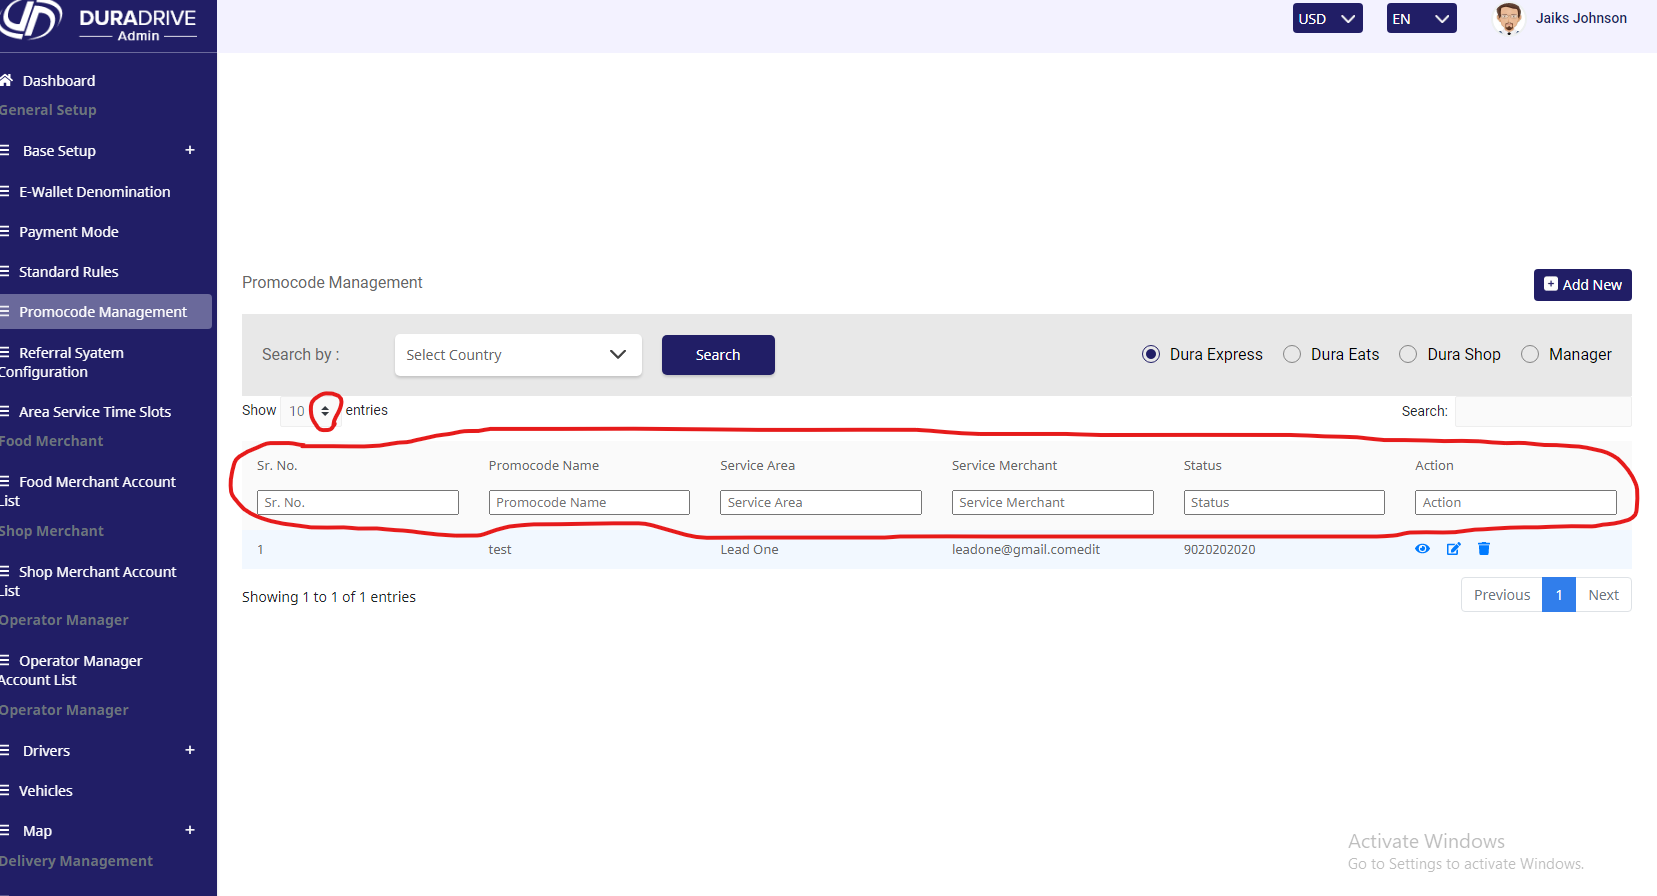 DURADRIVE
Admin
USD
EN
Jaiks Johnson
Dashboard
General Setup
Base Setup +
E-Wallet Denomination
Payment Mode
Standard Rules
Promocode Management
Referral Syatem
Configuration
Area Service Time Slots
Food Merchant
Food Merchant Account
List
Shop Merchant
Shop Merchant Account
List
Operator Manager
Operator Manager
Account List
Operator Manager
Drivers +
Vehicles
Map +
Delivery Management
Promocode Management
Add New
Search by :
Select Country
Search
Dura Express
Dura Eats
Dura Shop
Manager
Show 10 entries
Search:
Sr. No. Promocode Name Service Area Service Merchant Status Action
Sr. No. Promocode Name Service Area Service Merchant Status Action
1 test Lead One leadone@gmail.comedit 9020202020
Showing 1 to 1 of 1 entries
Previous 1 Next
Activate Windows
Go to Settings to activate Windows.